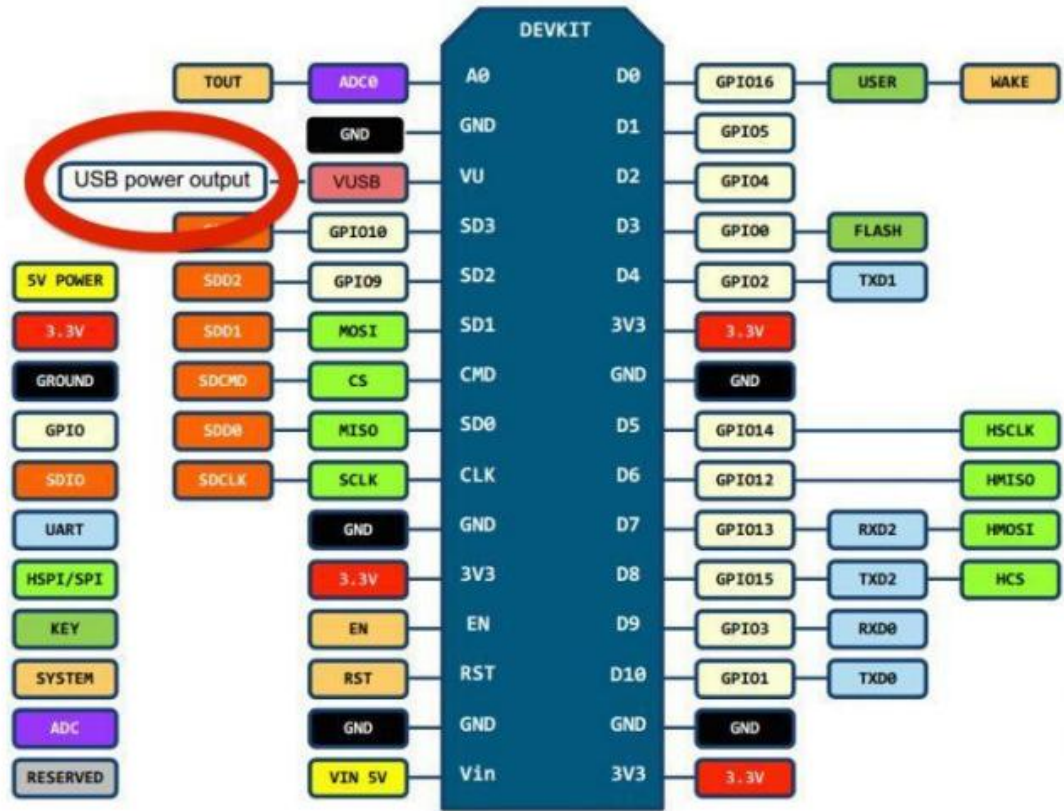 DEVKIT
TOUT ADC0 A0 D0 GPIO16 USER WAKE
GND GND D1 GPIO5
USB power output VUSB VU D2 GPIO4
GPIO10 SD3 D3 GPIO0 FLASH
5V POWER SDD2 GPIO9 SD2 D4 GPIO2 TXD1
3.3V SDD1 MOSI SD1 3V3 3.3V
GROUND SDCMD CS CMD GND GND
GPIO SDD0 MISO SD0 D5 GPIO14 HSCLK
SDIO SDCLK SCLK CLK D6 GPIO12 HMISO
UART GND GND D7 GPIO13 RXD2 HMOSI
HSPI/SPI 3.3V 3V3 D8 GPIO15 TXD2 HCS
KEY EN EN D9 GPIO3 RXD0
SYSTEM RST RST D10 GPIO1 TXD0
ADC GND GND GND GND
RESERVED VIN 5V Vin 3V3 3.3V